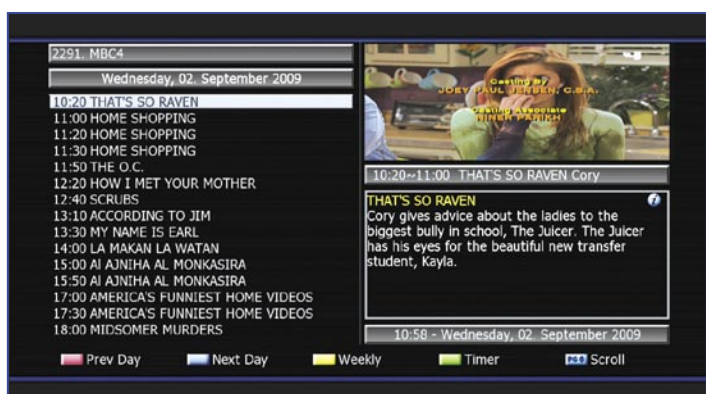 2291. MBC4
Wednesday, 02. September 2009
10:20 THAT'S SO RAVEN
11:00 HOME SHOPPING
11:20 HOME SHOPPING
11:30 HOME SHOPPING
11:50 THE O.C.
12:20 HOW I MET YOUR MOTHER
12:40 SCRUBS
13:10 ACCORDING TO JIM
13:30 MY NAME IS EARL
14:00 LA MAKAN LA WATAN
15:00 Al AJNIHA AL MONKASIRA
15:50 Al AJNIHA AL MONKASIRA
17:00 AMERICA'S FUNNIEST HOME VIDEOS
17:30 AMERICA'S FUNNIEST HOME VIDEOS
18:00 MIDSOMER MURDERS
Casting By
JOEY PAUL JENSEN, C.S.A.
Casting Associate
NINER PARIKH
10:20~11:00 THAT'S SO RAVEN Cory
THAT'S SO RAVEN
Cory gives advice about the ladies to the
biggest bully in school, The Juicer. The Juicer
has his eyes for the beautiful new transfer
student, Kayla.
10:58 - Wednesday, 02. September 2009
Prev Day Next Day Weekly Timer Scroll